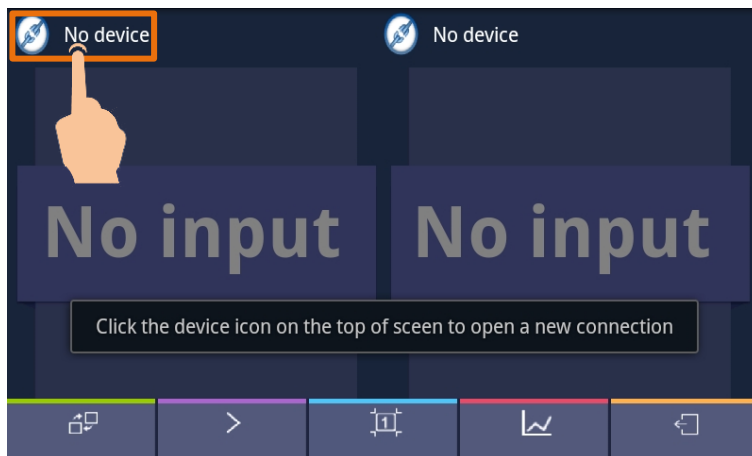 No device
No device
No input
No input
Click the device icon on the top of sceen to open a new connection
1